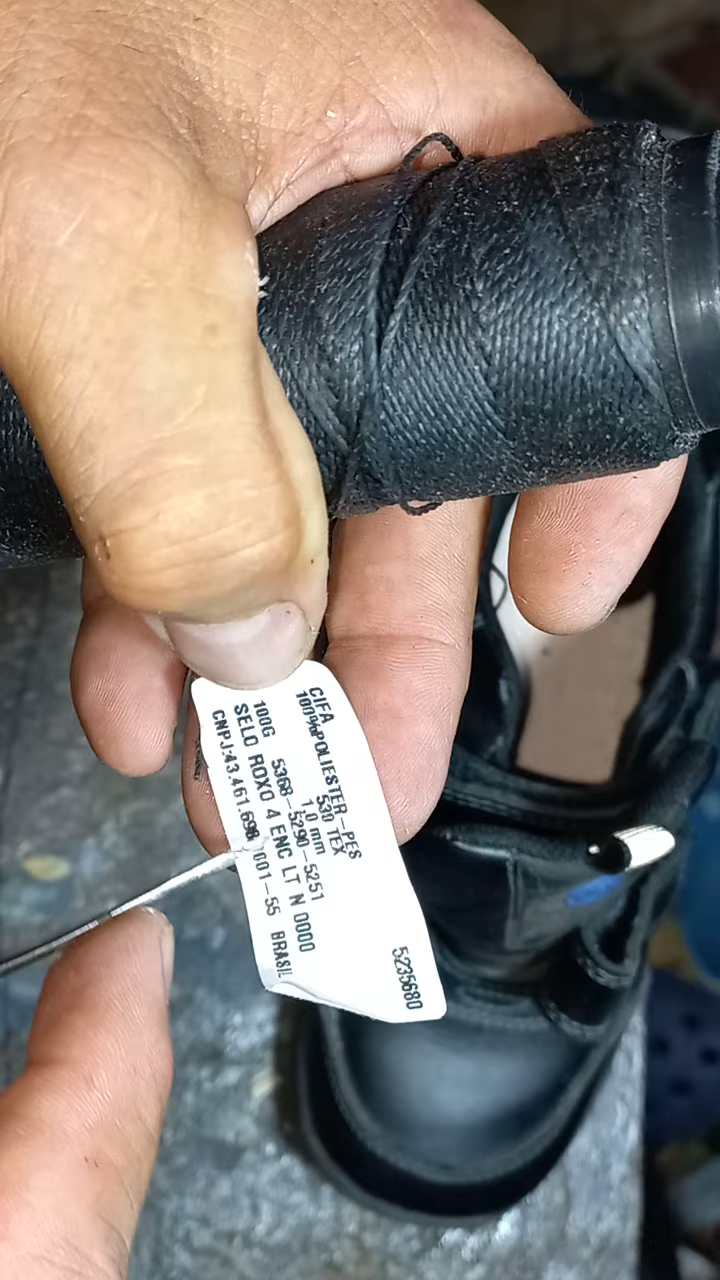 CIFA
100% POLIESTER-PES
530 TEX
1.0 mm
100G 5368-5290-5251
SELO ROXO 4 ENC LT N 0000
CNPJ:43.461.698 001-55 BRASIL
5235680